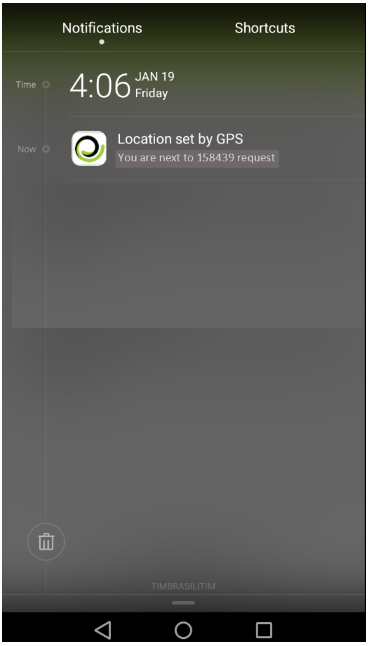 Notifications Shortcuts
Time 4:06 JAN 19
Friday
Now Location set by GPS
You are next to 158439 request
TIMBRASIL|TIM